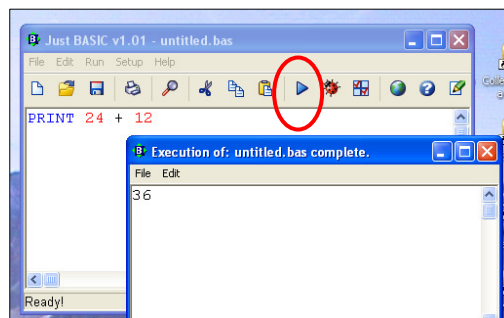 Just BASIC v1.01 - untitled.bas
File Edit Run Setup Help
PRINT 24 + 12
Execution of: untitled.bas complete.
File Edit
36
Ready!